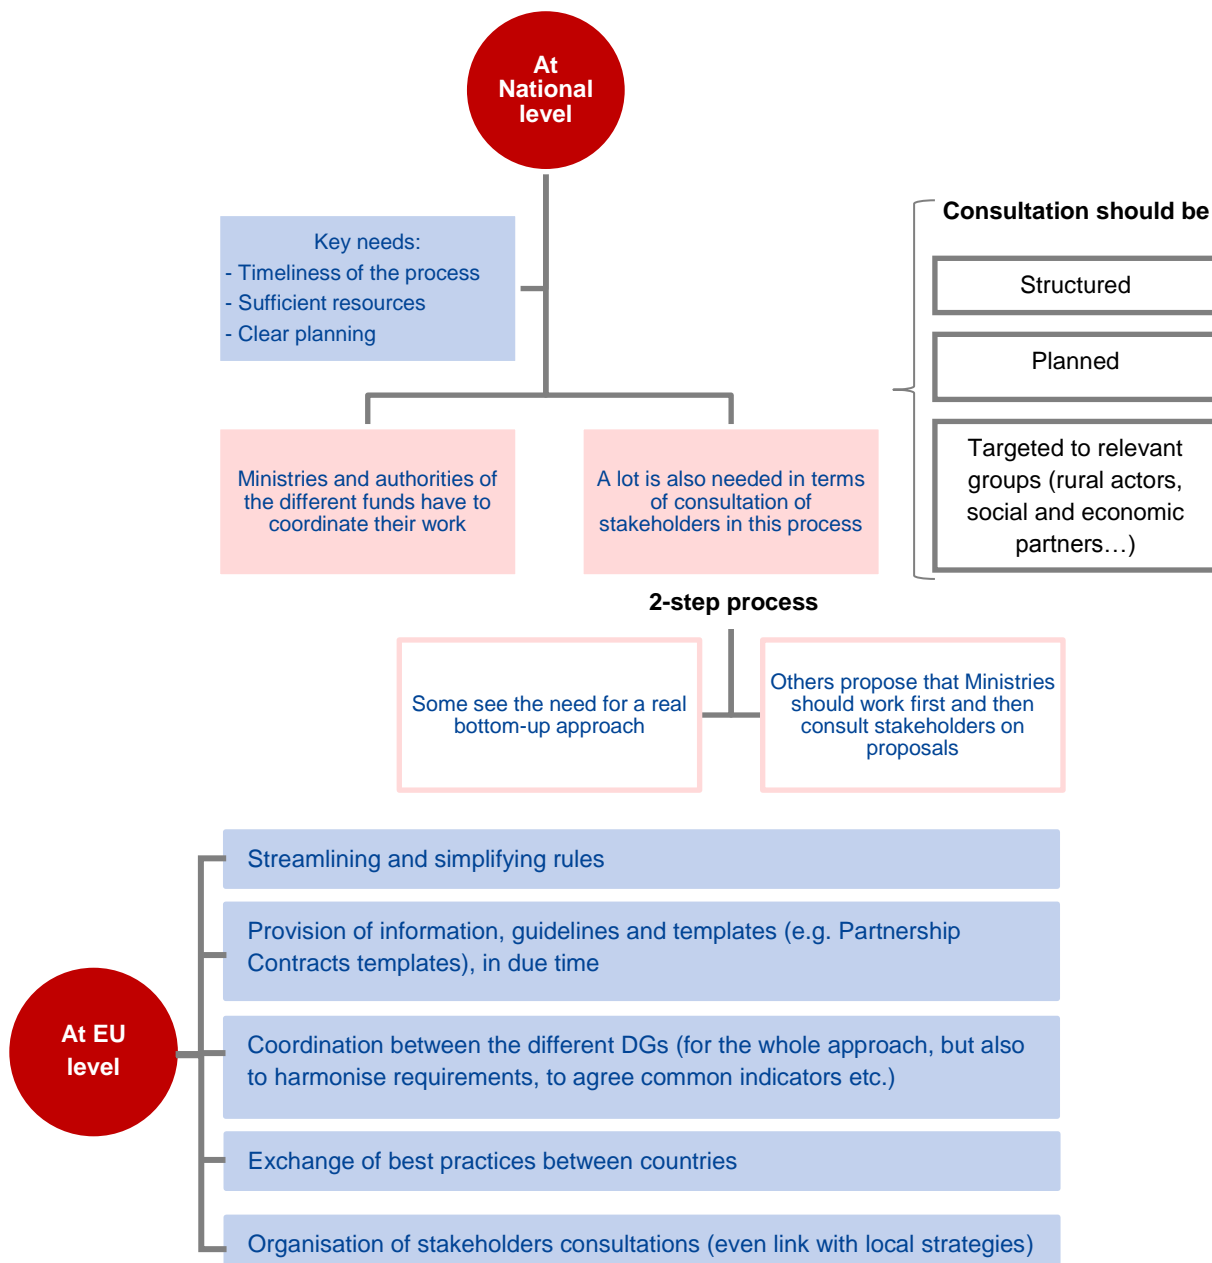 At
National
level
Key needs:
- Timeliness of the process
- Sufficient resources
- Clear planning
Consultation should be
Structured
Planned
Targeted to relevant
groups (rural actors,
social and economic
partners…)
Ministries and authorities of
the different funds have to
coordinate their work
A lot is also needed in terms
of consultation of
stakeholders in this process
2-step process
Some see the need for a real
bottom-up approach
Others propose that Ministries
should work first and then
consult stakeholders on
proposals
At EU
level
Streamlining and simplifying rules
Provision of information, guidelines and templates (e.g. Partnership
Contracts templates), in due time
Coordination between the different DGs (for the whole approach, but also
to harmonise requirements, to agree common indicators etc.)
Exchange of best practices between countries
Organisation of stakeholders consultations (even link with local strategies)